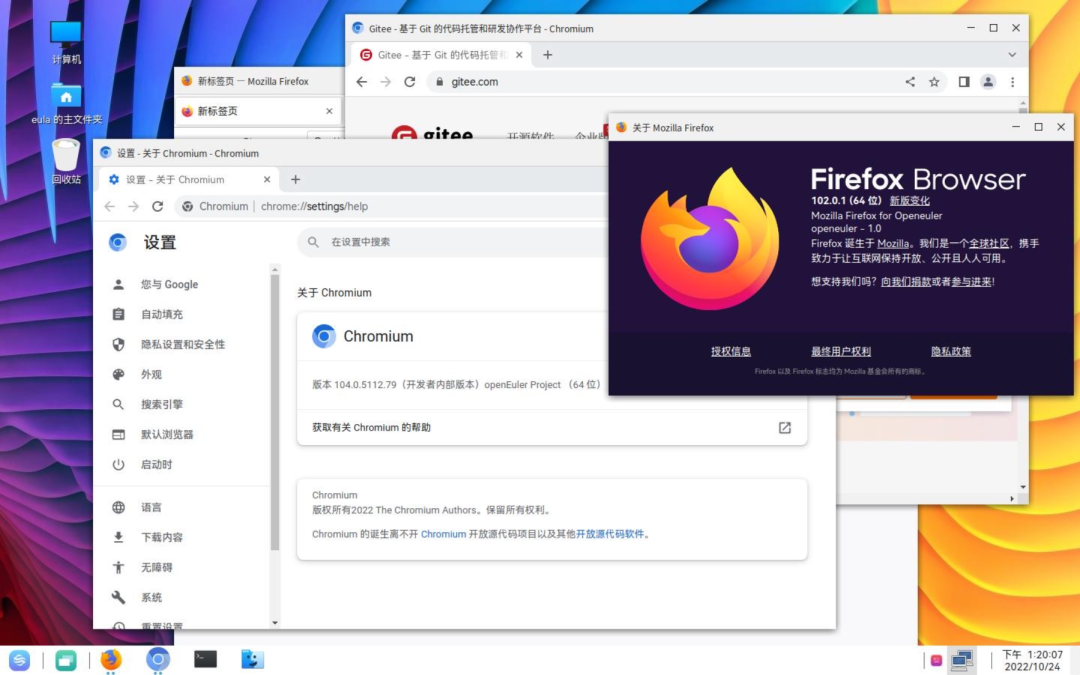 计算机
eula 的主文件夹
回收站
Gitee - 基于 Git 的代码托管和研发协作平台 - Chromium
Gitee – 基于 Git 的代码托管和
gitee.com
gitee
开源软件
新标签页 — Mozilla Firefox
新标签页
设置 - 关于 Chromium - Chromium
设置 – 关于 Chromium
Chromium | chrome://settings/help
设置
在设置中搜索
您与 Google
自动填充
隐私设置和安全性
外观
搜索引擎
默认浏览器
启动时
语言
下载内容
无障碍
系统
重置设置
关于 Chromium
Chromium
版本 104.0.5112.79（开发者内部版本）openEuler Project （64 位）
获取有关 Chromium 的帮助
Chromium
版权所有2022 The Chromium Authors。保留所有权利。
Chromium 的诞生离不开 Chromium 开放源代码项目以及其他开放源代码软件。
关于 Mozilla Firefox
Firefox Browser
102.0.1 (64 位) 新版变化
Mozilla Firefox for Openeuler
openeuler - 1.0
Firefox 诞生于 Mozilla。我们是一个全球社区，携手
致力于让互联网保持开放、公开且人人可用。
想支持我们吗？向我们捐款或者参与进来！
授权信息 最终用户权利 隐私政策
Firefox 以及 Firefox 标志均为 Mozilla 基金会所有的商标。
下午 1:20:07
2022/10/24